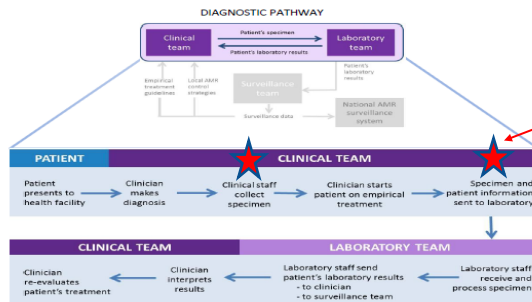 DIAGNOSTIC PATHWAY
Clinical
team
Patient's specimen
Patient's laboratory results
Laboratory
team
Empirical
treatment
guidelines
Local AMR
control
strategies
Patient's
laboratory
results
Surveillance
team
Surveillance data
National AMR
surveillance
system
PATIENT
CLINICAL TEAM
Patient
presents to
health facility
Clinician
makes
diagnosis
Clinical staff
collect
specimen
Clinician starts
patient on empirical
treatment
Specimen and
patient information
sent to laboratory
CLINICAL TEAM
LABORATORY TEAM
Clinician
re-evaluates
patient's treatment
Clinician
interprets
results
Laboratory staff send
patient's laboratory results
- to clinician
- to surveillance team
Laboratory staff
receive and
process specimen